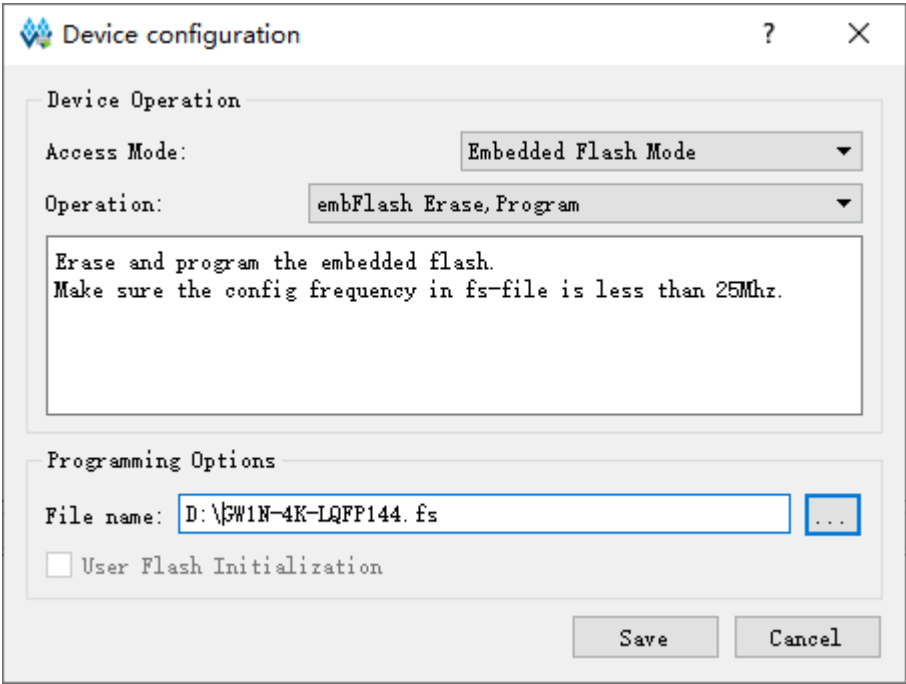 Device configuration
?
Device Operation
Access Mode: Embedded Flash Mode
Operation: embFlash Erase,Program
Erase and program the embedded flash.
Make sure the config frequency in fs-file is less than 25Mhz.
Programming Options
File name: D:\GW1N-4K-LQFP144.fs ...
User Flash Initialization
Save Cancel